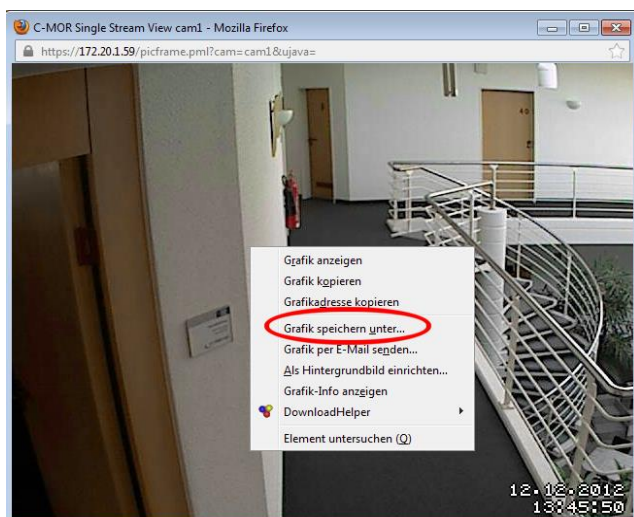 C-MOR Single Stream View cam1 - Mozilla Firefox
https://172.20.1.59/picframe.pml?cam=cam1&ujava=
Grafik anzeigen
Grafik kopieren
Grafikadresse kopieren
Grafik speichern unter...
Grafik per E-Mail senden...
Als Hintergrundbild einrichten...
Grafik-Info anzeigen
DownloadHelper
Element untersuchen (Q)
12.12.2012
13:45:50